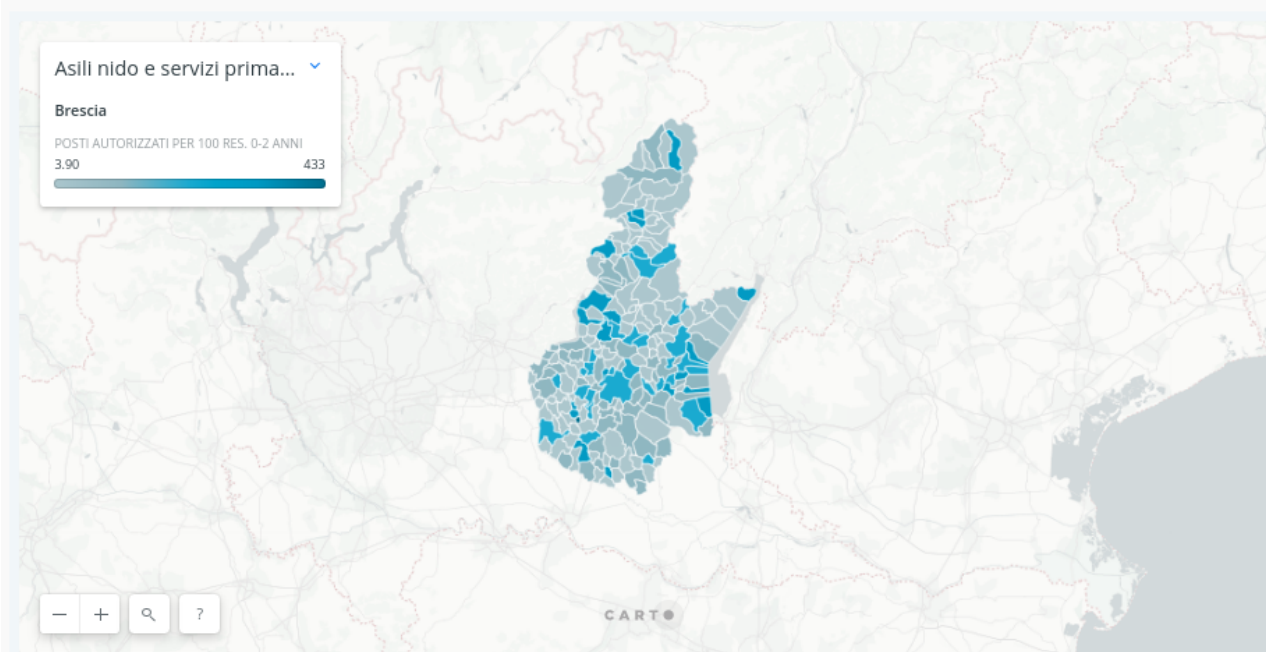 Asili nido e servizi prima...
Brescia
POSTI AUTORIZZATI PER 100 RES. 0-2 ANNI
3.90 433
− + ?
CARTO